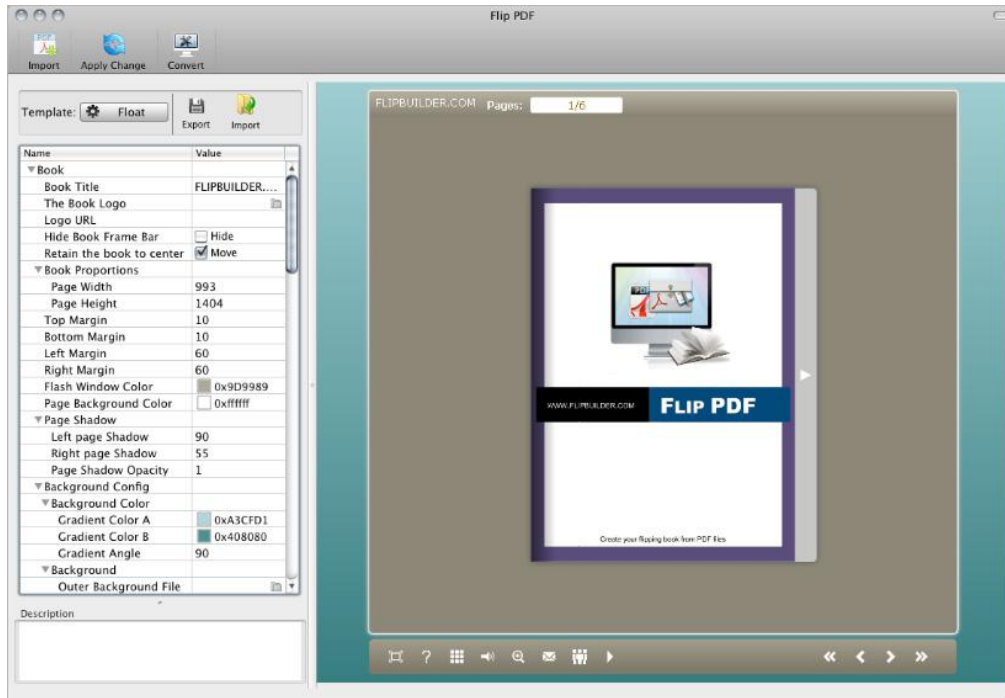 Flip PDF
Import Apply Change Convert
Template: Float Export Import
Name Value
Book
Book Title FLIPBUILDER....
The Book Logo
Logo URL
Hide Book Frame Bar Hide
Retain the book to center Move
Book Proportions
Page Width 993
Page Height 1404
Top Margin 10
Bottom Margin 10
Left Margin 60
Right Margin 60
Flash Window Color 0x9D9989
Page Background Color 0xffffff
Page Shadow
Left page Shadow 90
Right page Shadow 55
Page Shadow Opacity 1
Background Config
Background Color
Gradient Color A 0xA3CFD1
Gradient Color B 0x408080
Gradient Angle 90
Background
Outer Background File
Description
FLIPBUILDER.COM Pages: 1/6
PDF
WWW.FLIPBUILDER.COM FLIP PDF
Create your flipping book from PDF files